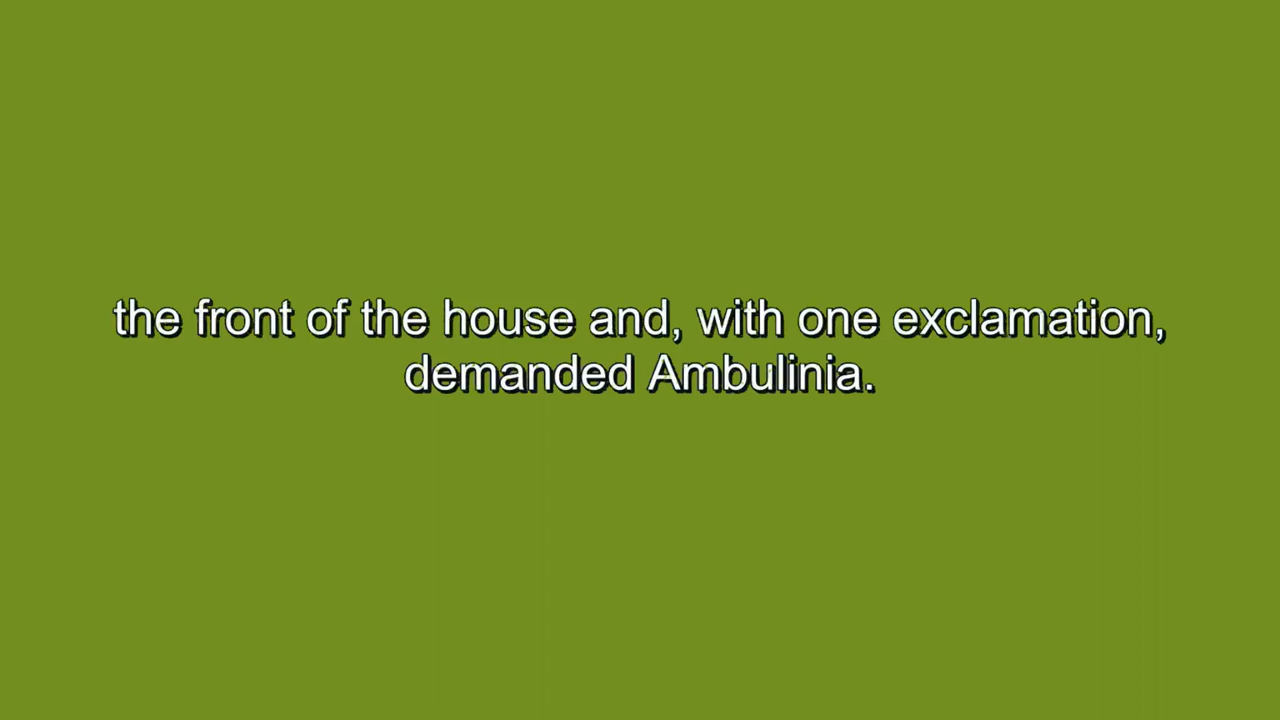 the front of the house and, with one exclamation,
demanded Ambulinia.